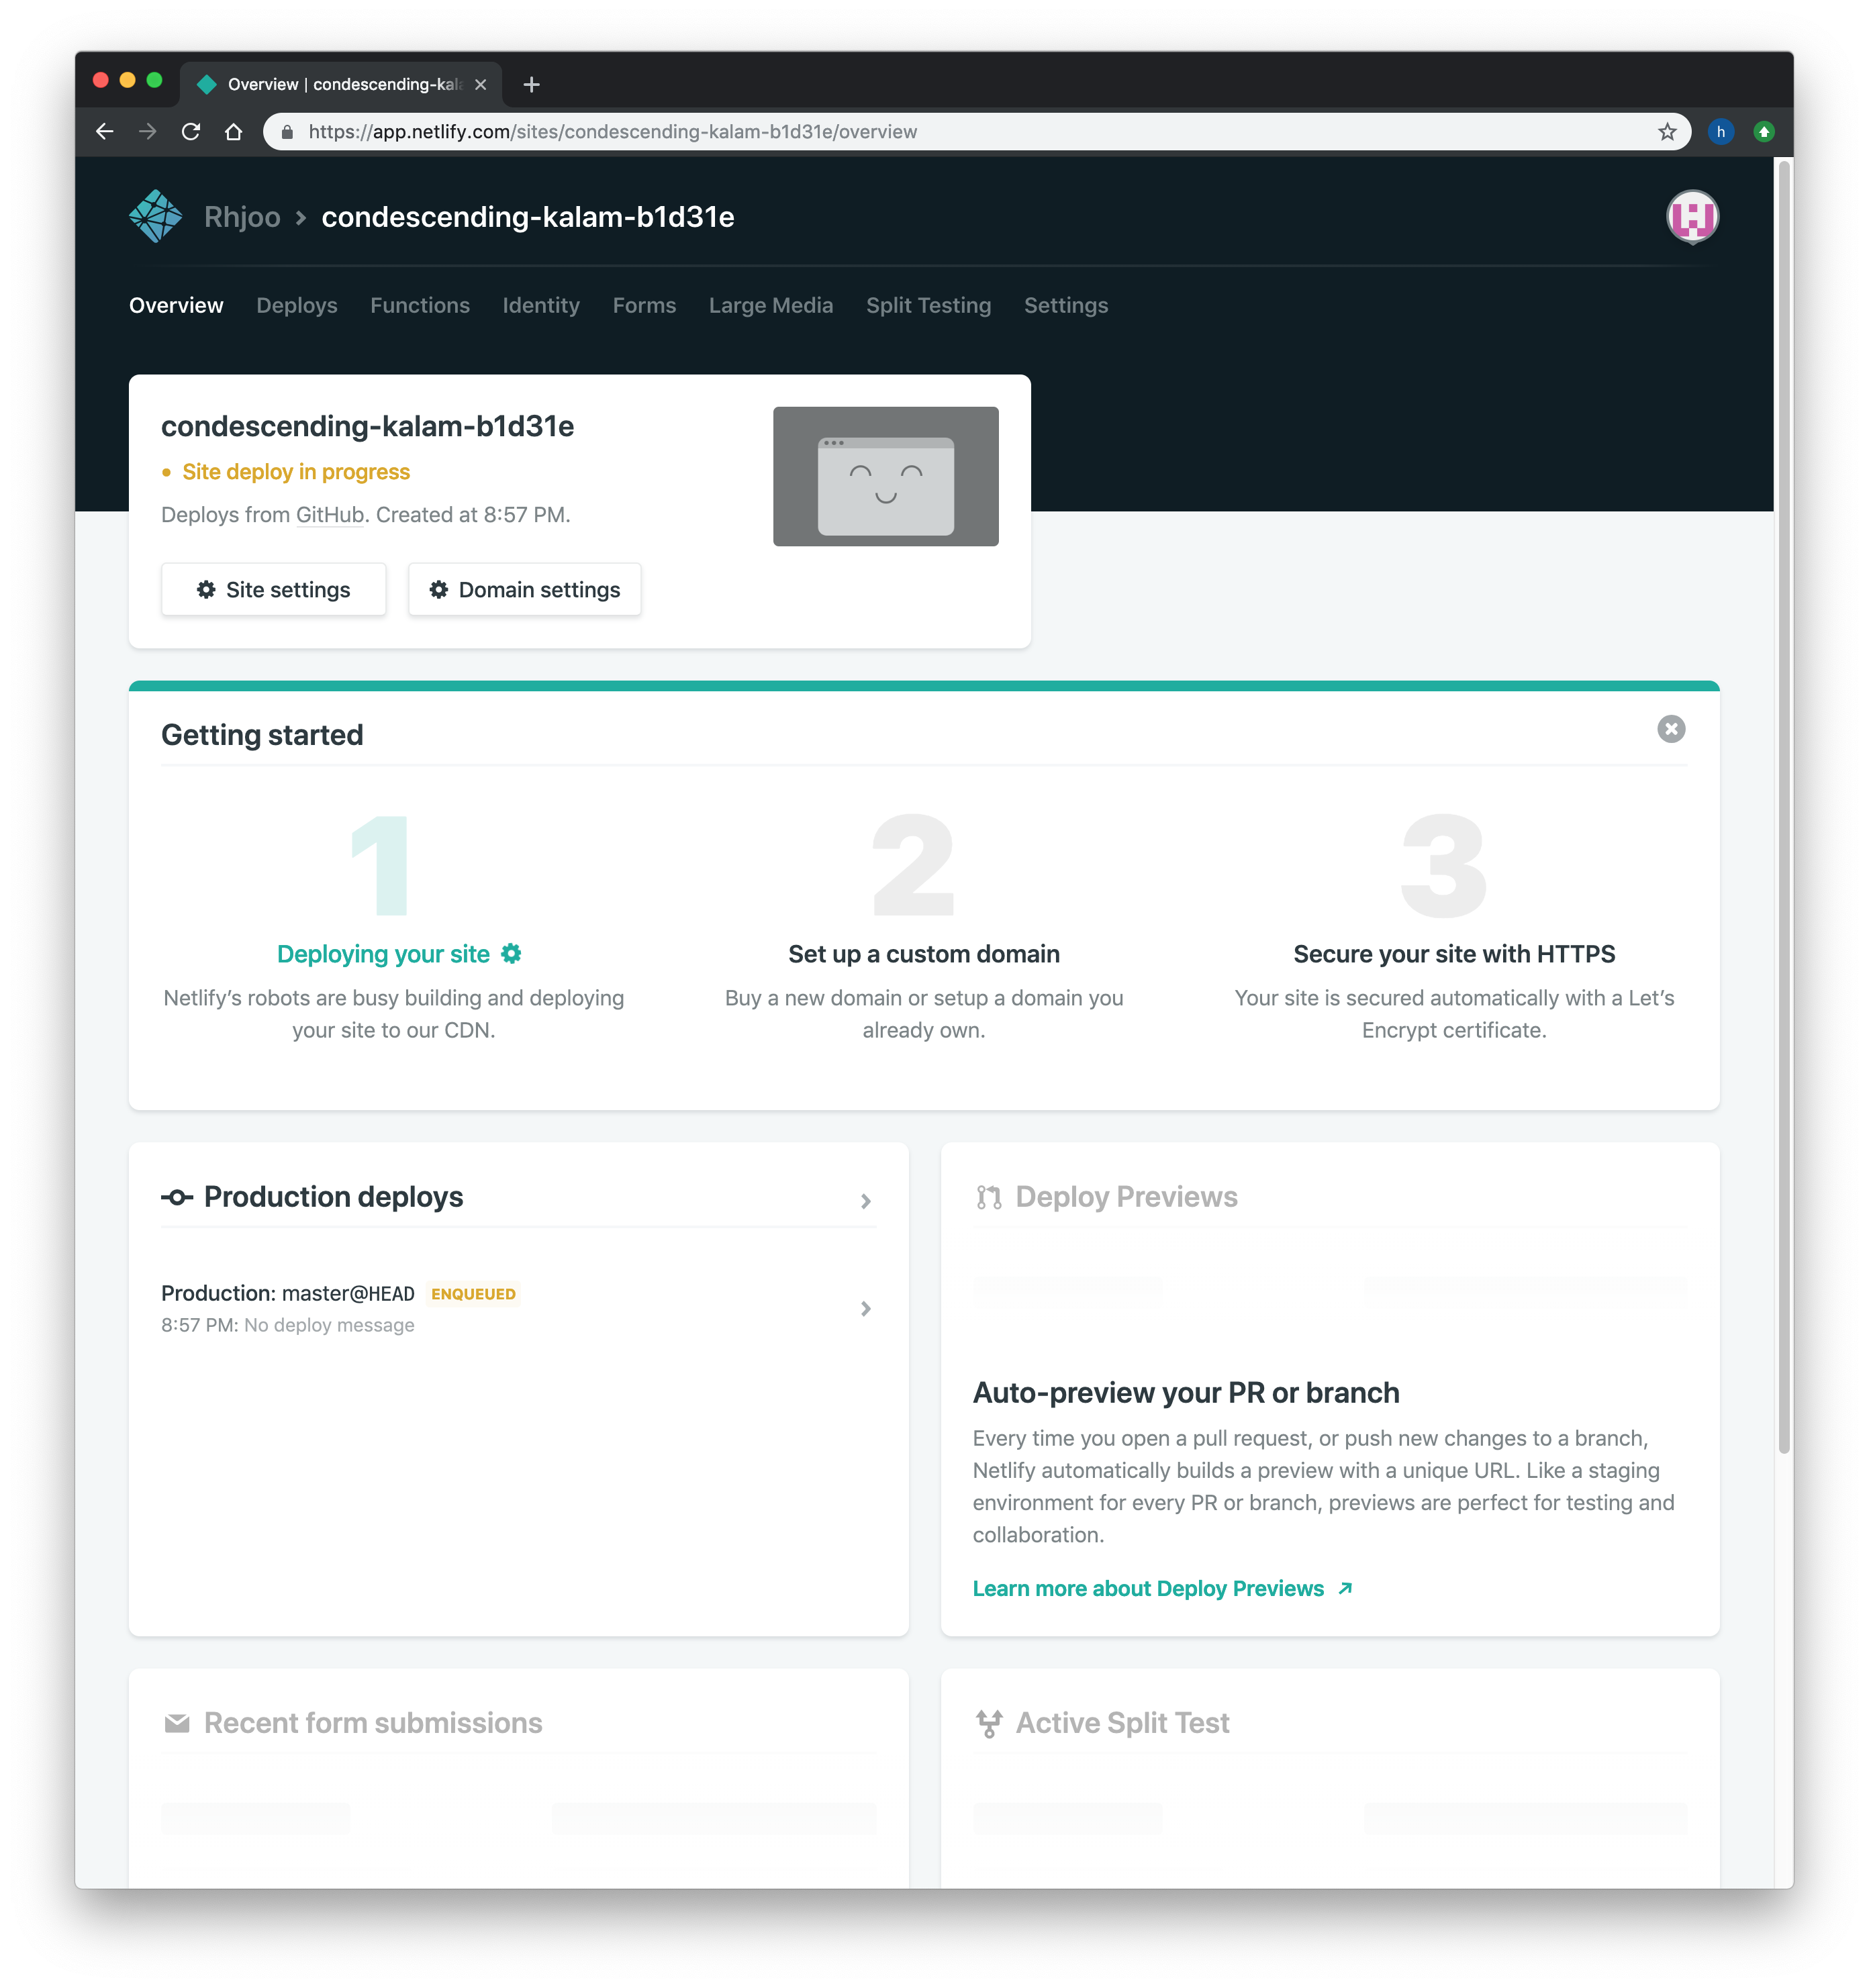 Overview | condescending-kal
https://app.netlify.com/sites/condescending-kalam-b1d31e/overview
h
Rhjoo > condescending-kalam-b1d31e
Overview Deploys Functions Identity Forms Large Media Split Testing Settings
condescending-kalam-b1d31e
Site deploy in progress
Deploys from GitHub. Created at 8:57 PM.
Site settings Domain settings
Getting started
1 2 3
Deploying your site Set up a custom domain Secure your site with HTTPS
Netlify’s robots are busy building and deploying Buy a new domain or setup a domain you Your site is secured automatically with a Let’s
your site to our CDN. already own. Encrypt certificate.
Production deploys
Production: master@HEAD ENQUEUED
8:57 PM: No deploy message
Deploy Previews
Auto-preview your PR or branch
Every time you open a pull request, or push new changes to a branch,
Netlify automatically builds a preview with a unique URL. Like a staging
environment for every PR or branch, previews are perfect for testing and
collaboration.
Learn more about Deploy Previews
Recent form submissions
Active Split Test